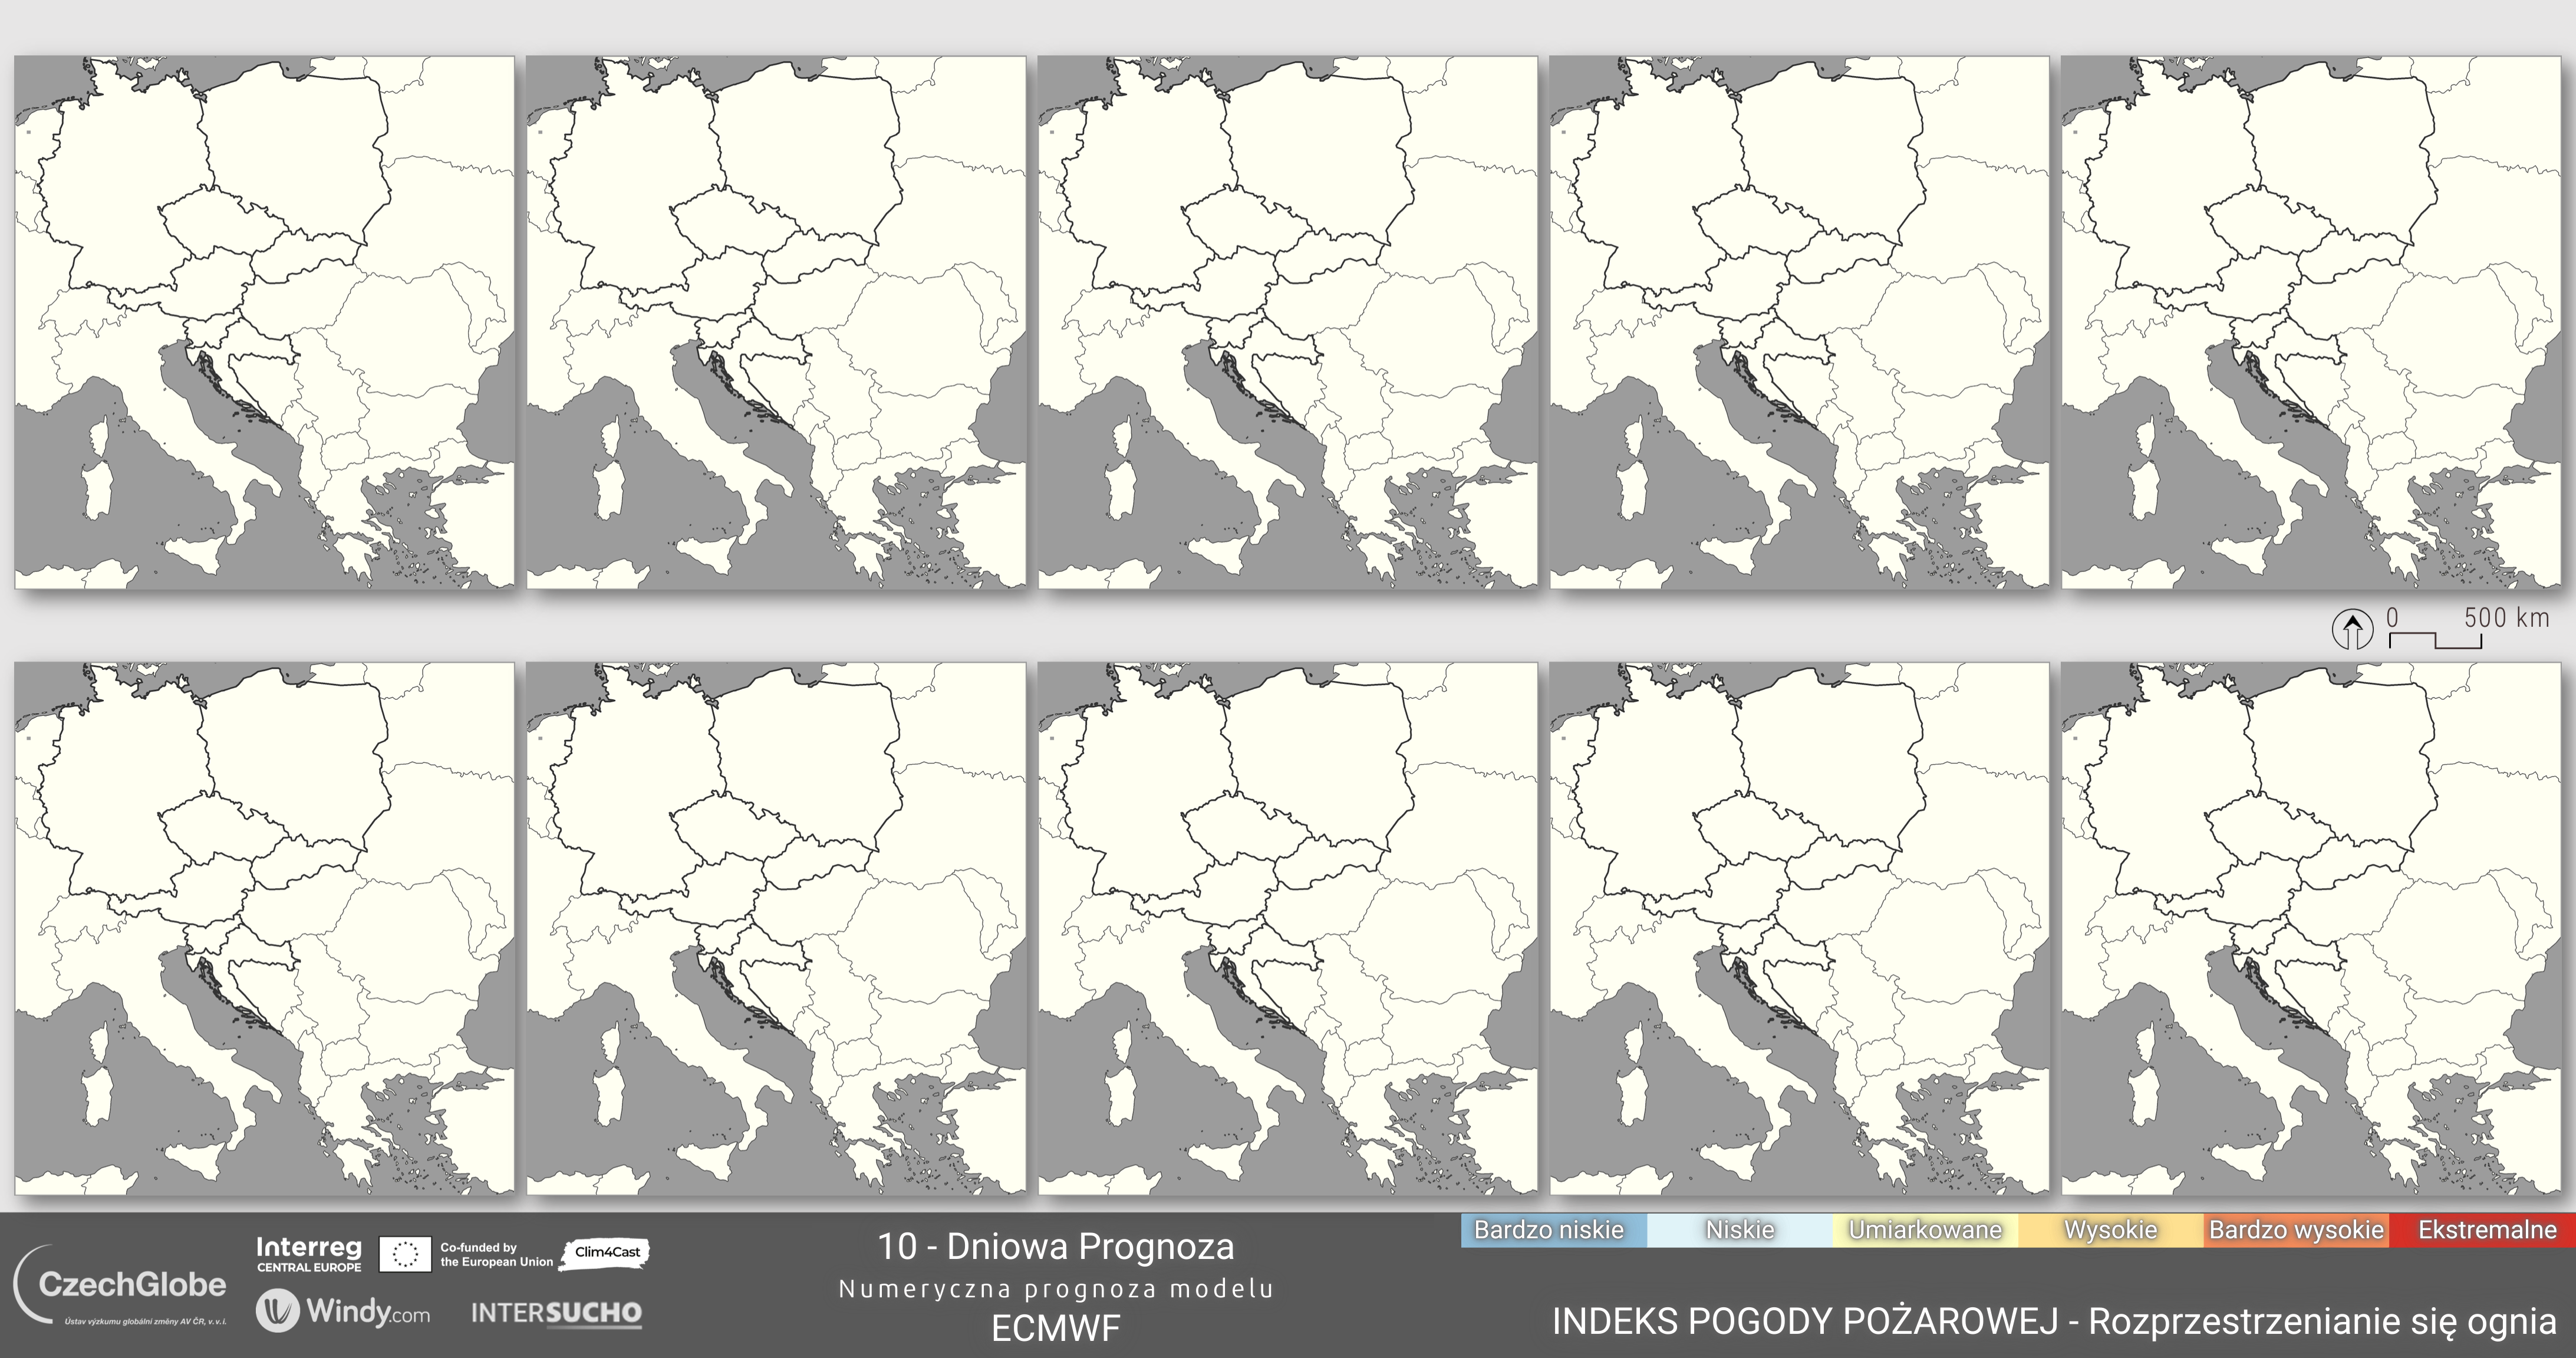 0 500 km
Bardzo niskie Niskie Umiarkowane Wysokie Bardzo wysokie Ekstremalne
CzechGlobe
Ústav výzkumu globální změny AV ČR, v. v. i.
Interreg
CENTRAL EUROPE
Co-funded by
the European Union
Clim4Cast
Windy.com
INTERSUCHO
10 - Dniowa Prognoza
Numeryczna prognoza modelu
ECMWF
INDEKS POGODY POŻAROWEJ - Rozprzestrzenianie się ognia